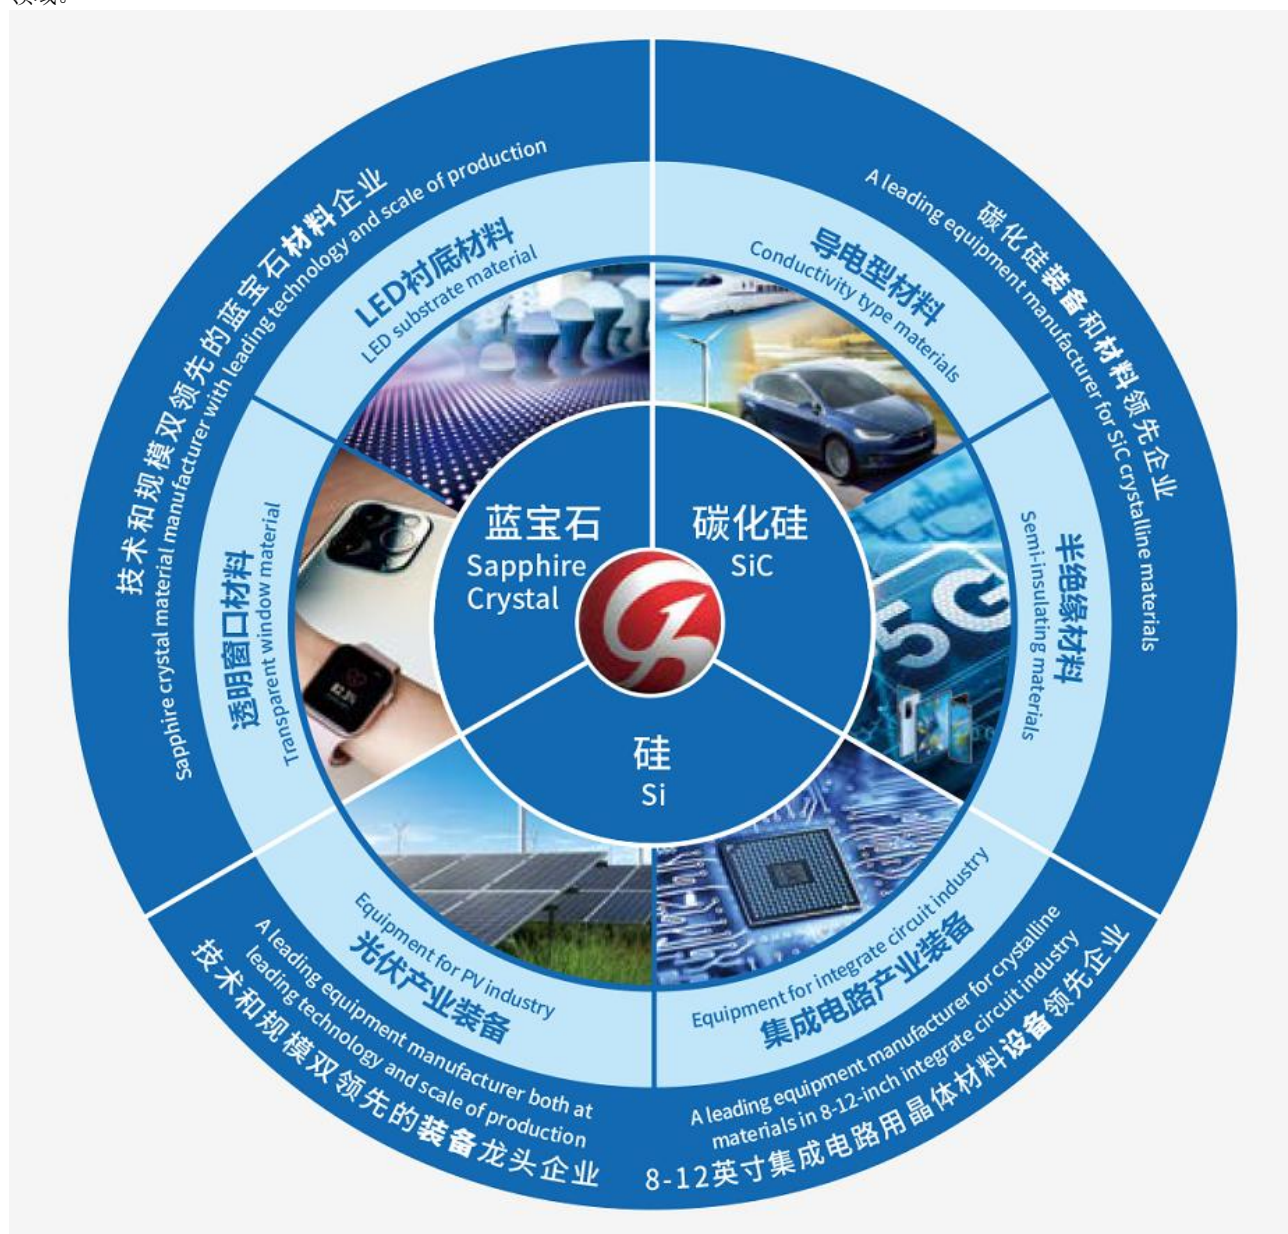 领域。
技术和规模双领先的蓝宝石材料企业
Sapphire crystal material manufacturer with leading technology and scale of production
LED衬底材料
LED substrate material
透明窗口材料
Transparent window material
蓝宝石
Sapphire
Crystal
碳化硅装备和材料领先企业
A leading equipment manufacturer for SiC crystalline materials
导电型材料
Conductivity type materials
半绝缘材料
Semi-insulating materials
碳化硅
SiC
5G
硅
Si
Equipment for PV industry
光伏产业装备
A leading equipment manufacturer both at
leading technology and scale of production
技术和规模双领先的装备龙头企业
Equipment for integrate circuit industry
集成电路产业装备
A leading equipment manufacturer for crystalline
materials in 8-12-inch integrate circuit industry
8-12英寸集成电路用晶体材料设备领先企业